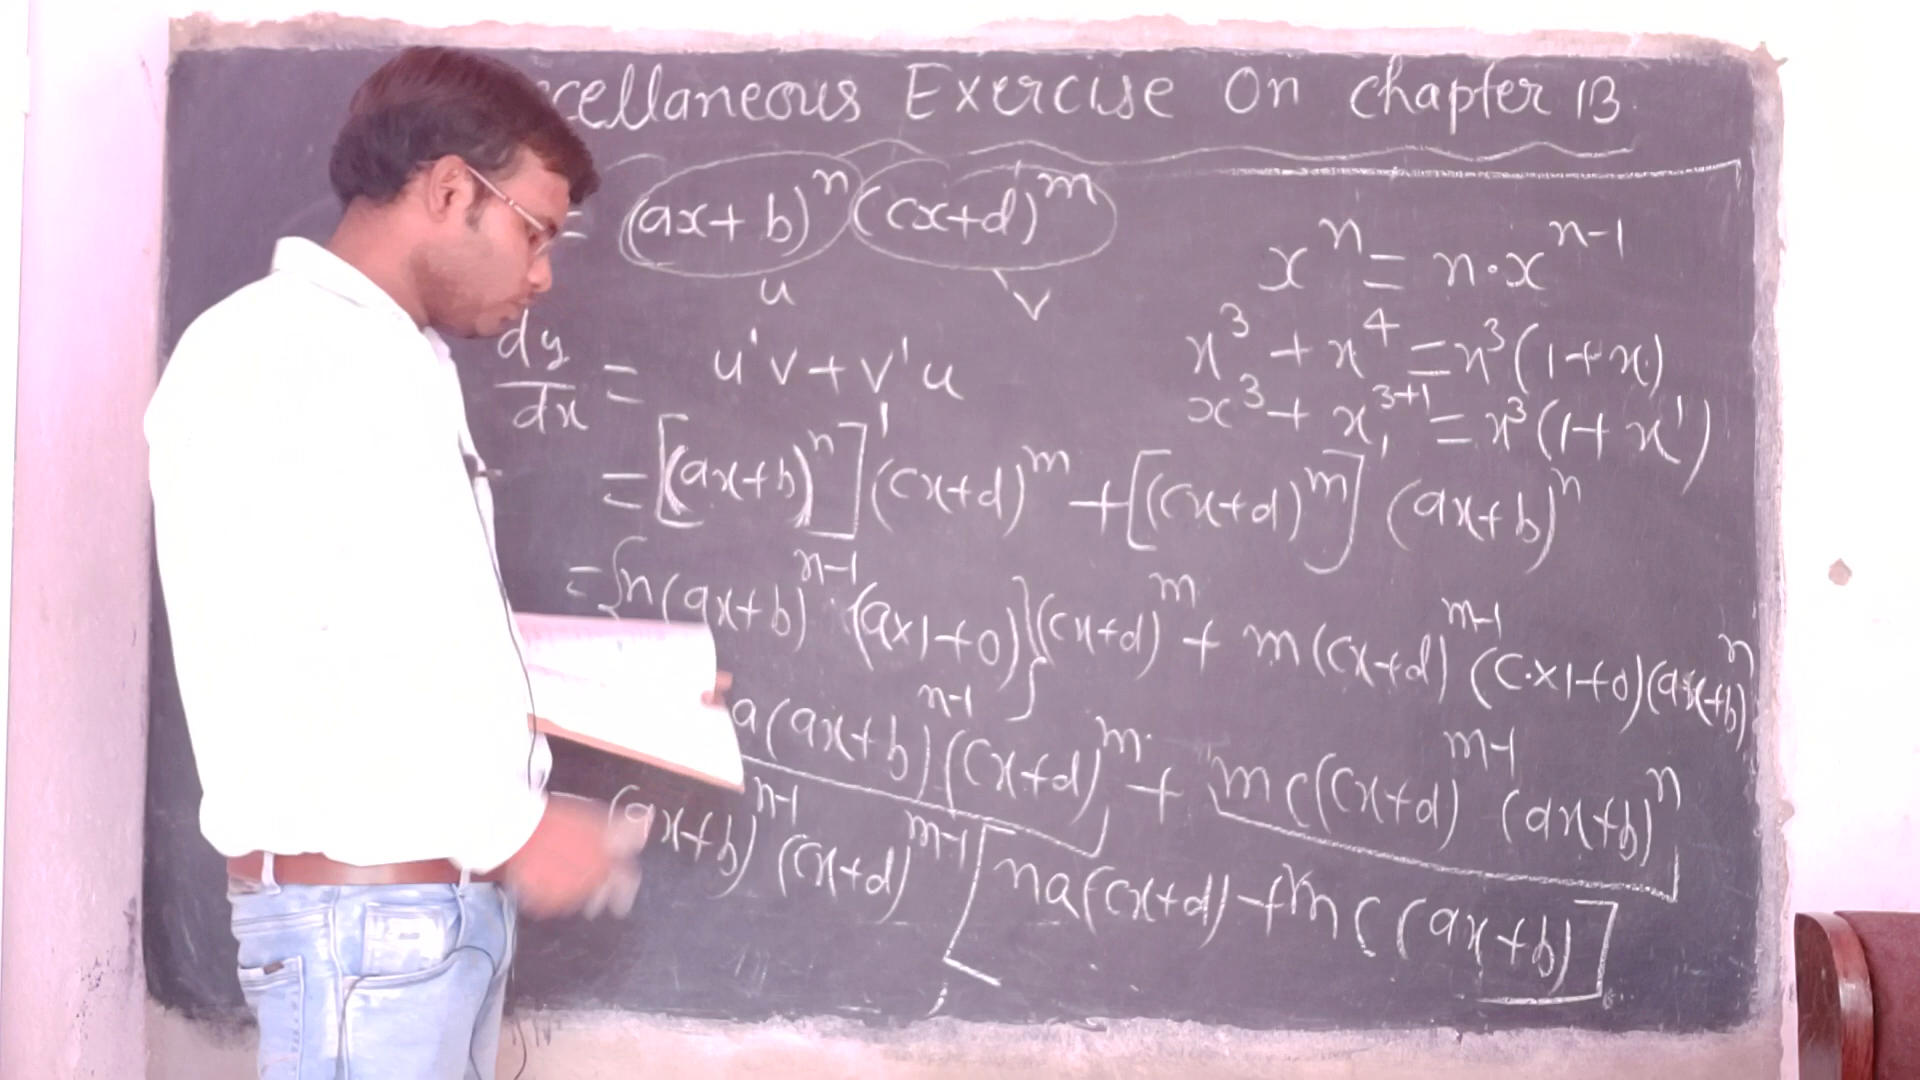 cellaneous Exercise On Chapter 13
= (ax+b)^n (cx+d)^m
u v
x^n = n·x^{n-1}
dy/dx = u'v+v'u
x^3 + x^4 = x^3(1+x)
x^3 + x^{3+1} = x^3(1+x^1)
= [(ax+b)^n]' (cx+d)^m + [(cx+d)^m]' (ax+b)^n
= {n(ax+b)^{n-1} (ax1+0)}(cx+d)^m + m(cx+d)^{m-1} (c·x1+0)(ax+b)^n
a(ax+b)^{n-1} (cx+d)^m + mc(cx+d)^{m-1} (ax+b)^n
= (ax+b)^{n-1} (cx+d)^{m-1} [na(cx+d)+mc(ax+b)]